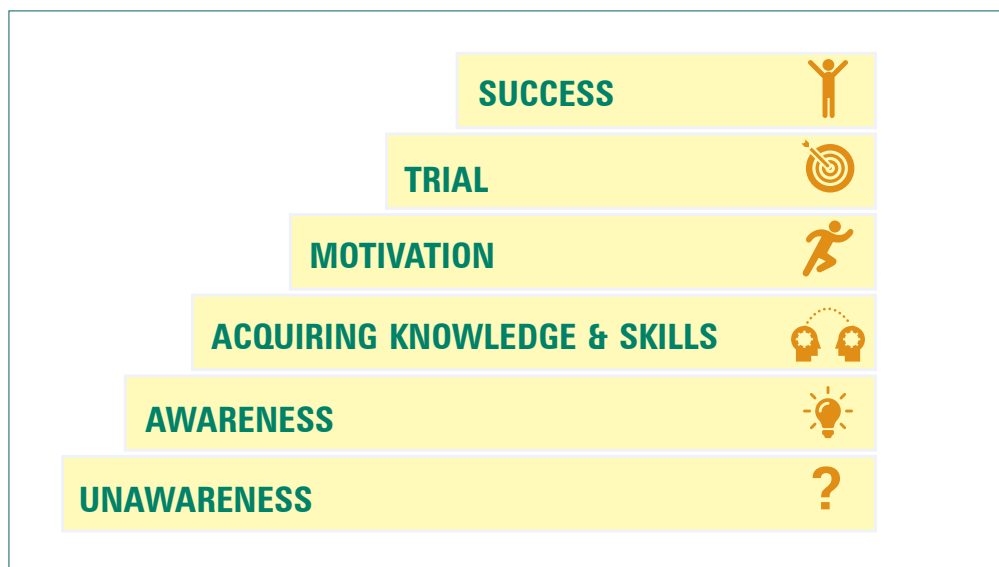 SUCCESS
TRIAL
MOTIVATION
ACQUIRING KNOWLEDGE & SKILLS
AWARENESS
UNAWARENESS
?